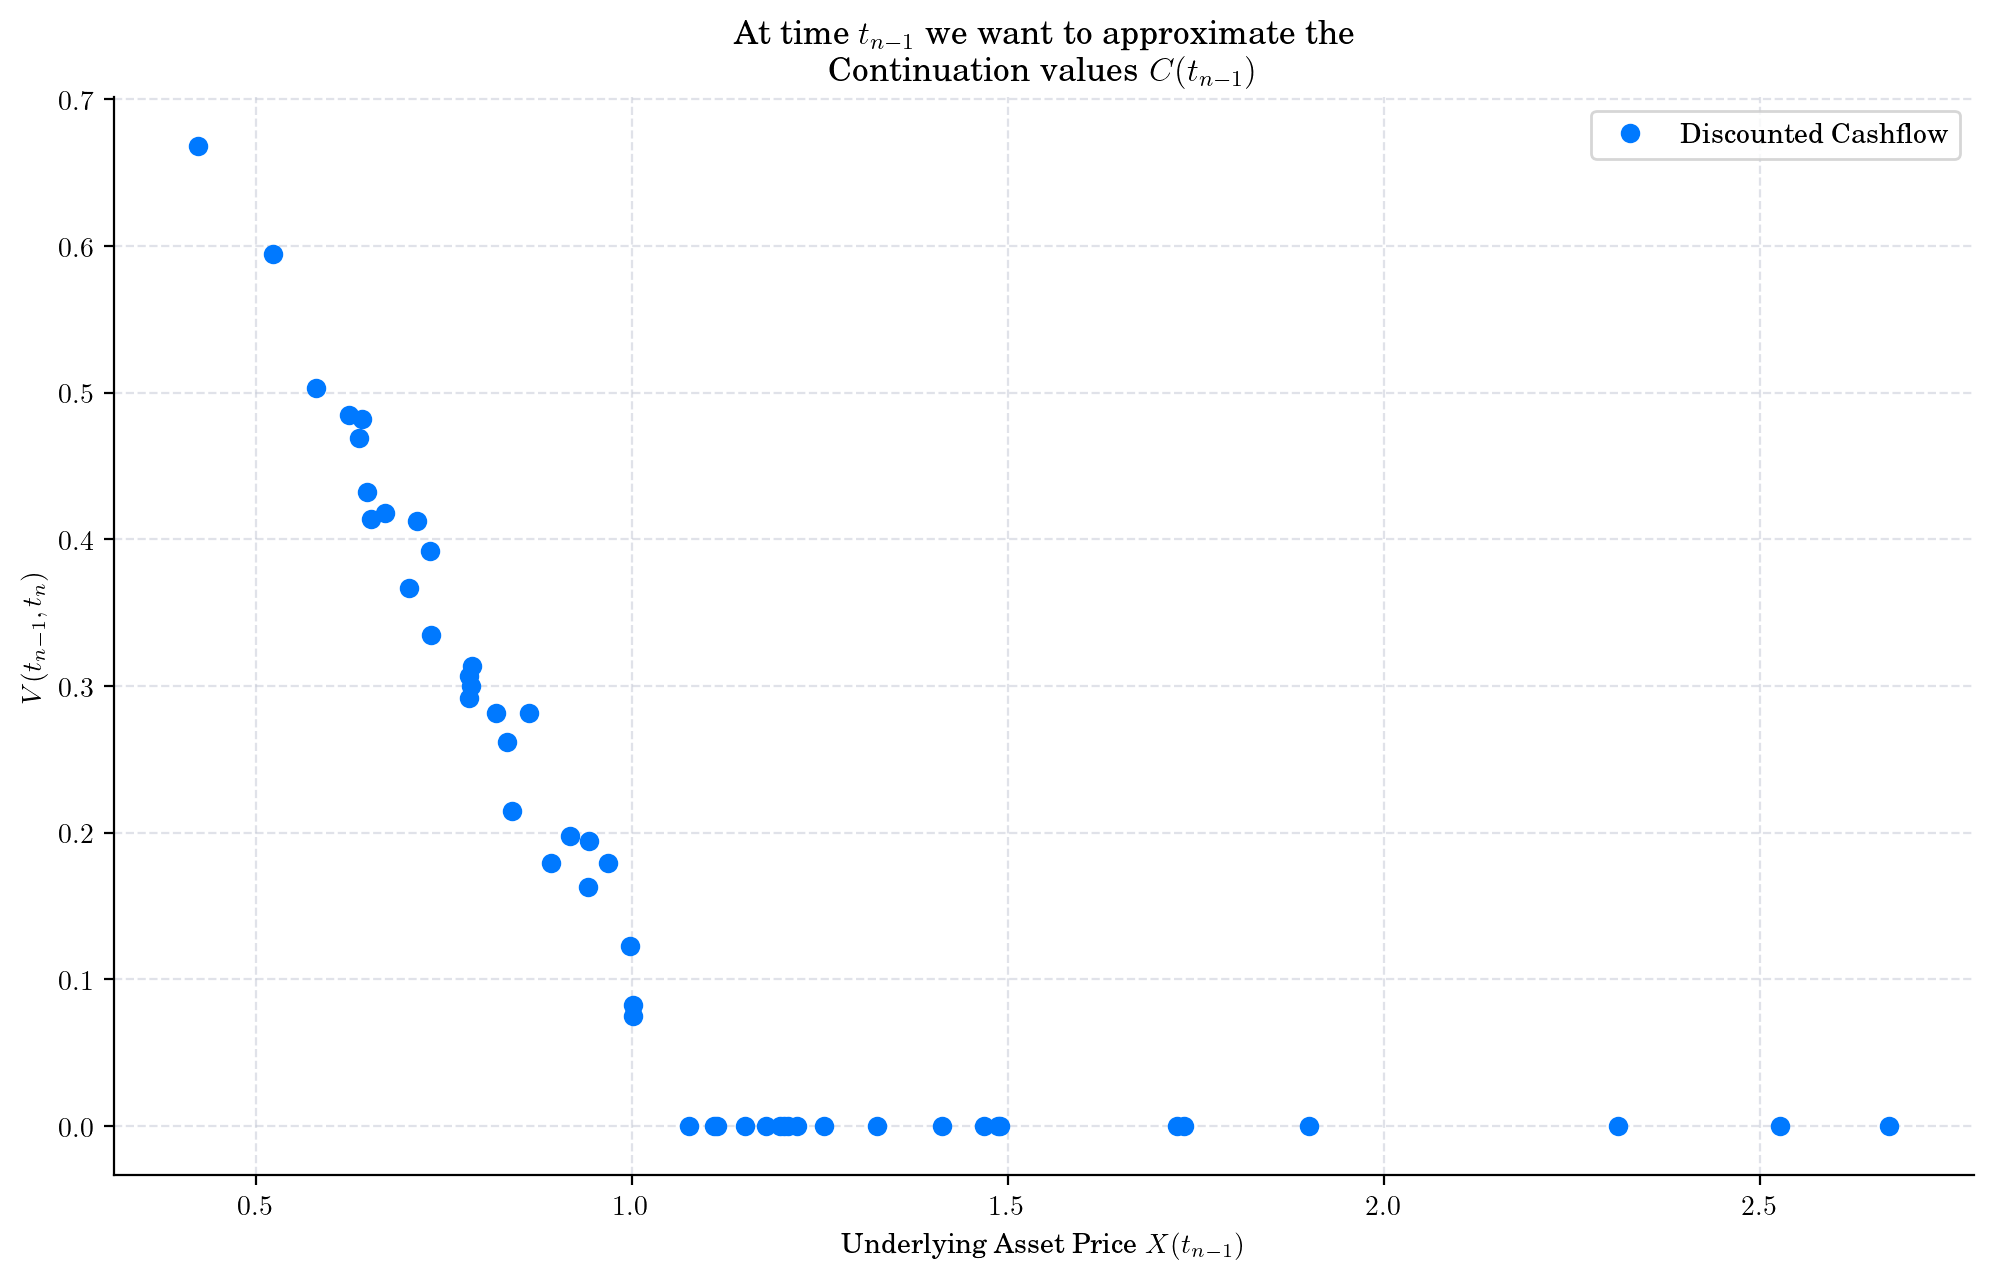 At time $t_{n-1}$ we want to approximate the
Continuation values $C(t_{n-1})$
0.7
0.6
0.5
0.4
0.3
0.2
0.1
0.0
$V(t_{n-1}, t_n)$
Discounted Cashflow
0.5
1.0
1.5
2.0
2.5
Underlying Asset Price $X(t_{n-1})$